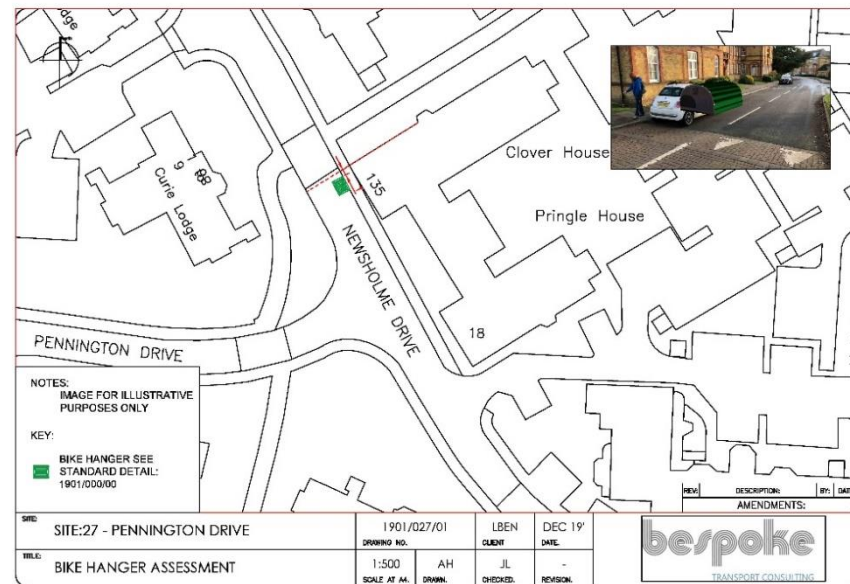 dge
9
98
Curie Lodge
135
Clover House
Pringle House
NEWSHOLME DRIVE
18
PENNINGTON DRIVE
NOTES:
IMAGE FOR ILLUSTRATIVE
PURPOSES ONLY
KEY:
BIKE HANGER SEE
STANDARD DETAIL:
1901/000/00
REV: DESCRIPTION: BY: DATE
AMENDMENTS:
SITE:
SITE:27 - PENNINGTON DRIVE
1901/027/01
DRAWING NO.
LBEN
CLIENT
DEC 19'
DATE.
TITLE:
BIKE HANGER ASSESSMENT
1:500
SCALE AT A4.
AH
DRAWN.
JL
CHECKED.
-
REVISION.
bespoke
TRANSPORT CONSULTING